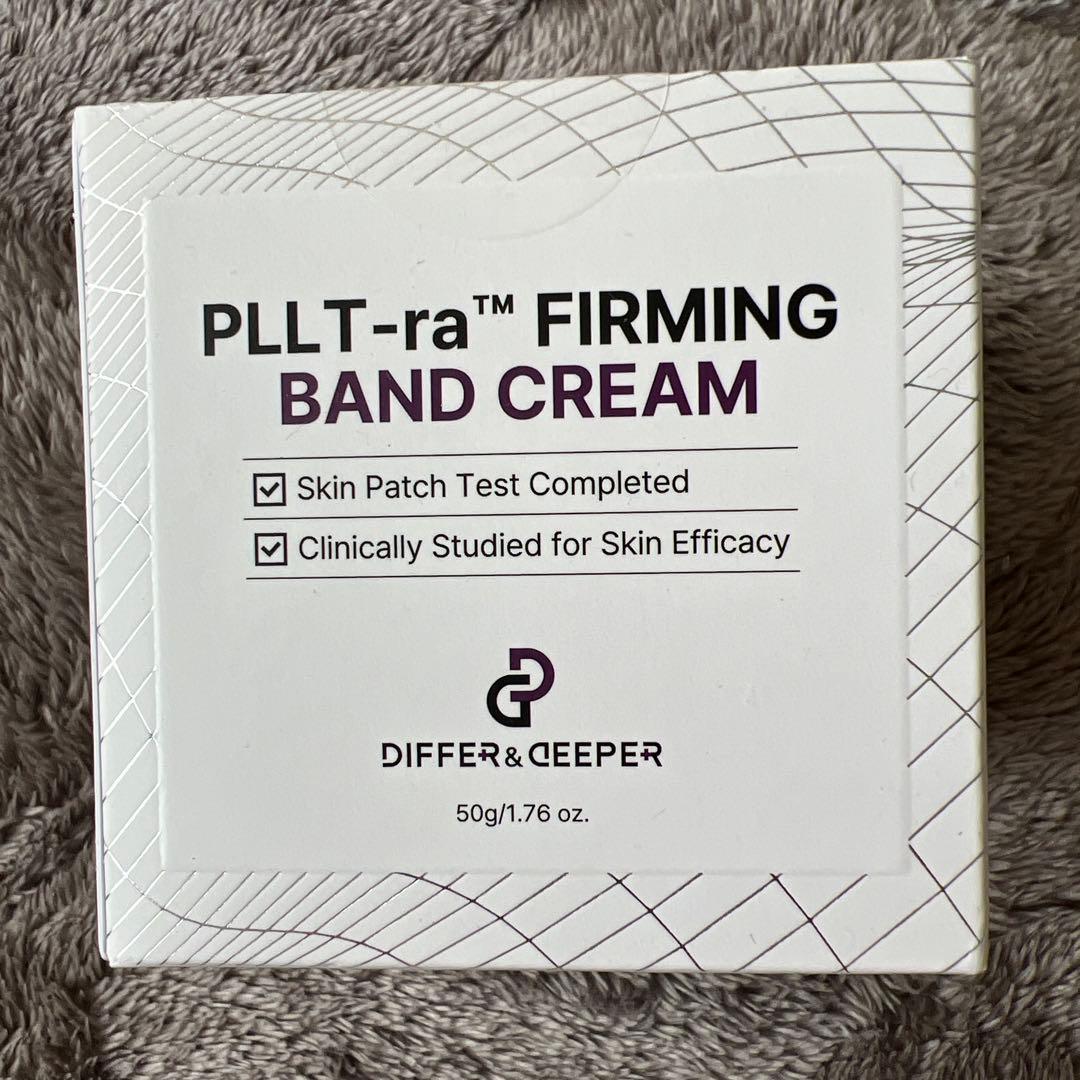 PLLT-ra™ FIRMING
BAND CREAM
Skin Patch Test Completed
Clinically Studied for Skin Efficacy
DIFFER&DEEPER
50g/1.76 oz.